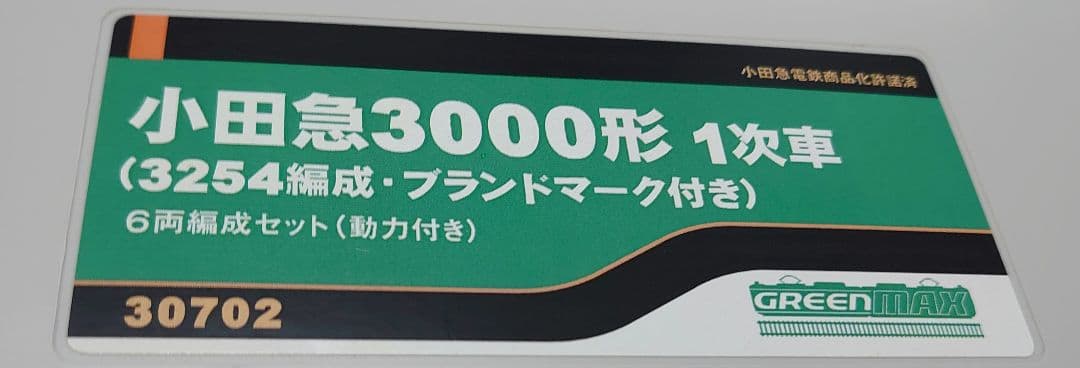 小田急電鉄商品化許諾済
小田急3000形 1次車
(3254編成・ブランドマーク付き)
6両編成セット(動力付き)
30702
GREENMAX